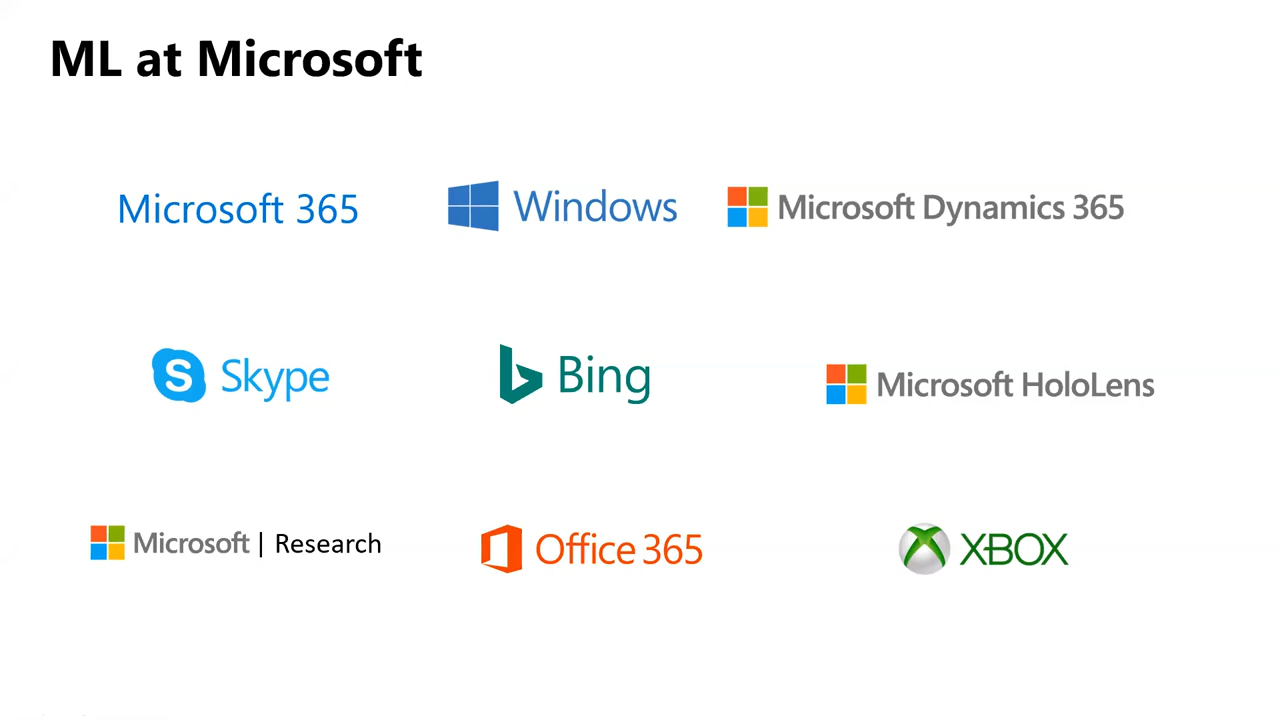 ML at Microsoft
Microsoft 365
Windows
Microsoft Dynamics 365
Skype
Bing
Microsoft HoloLens
Microsoft | Research
Office 365
XBOX